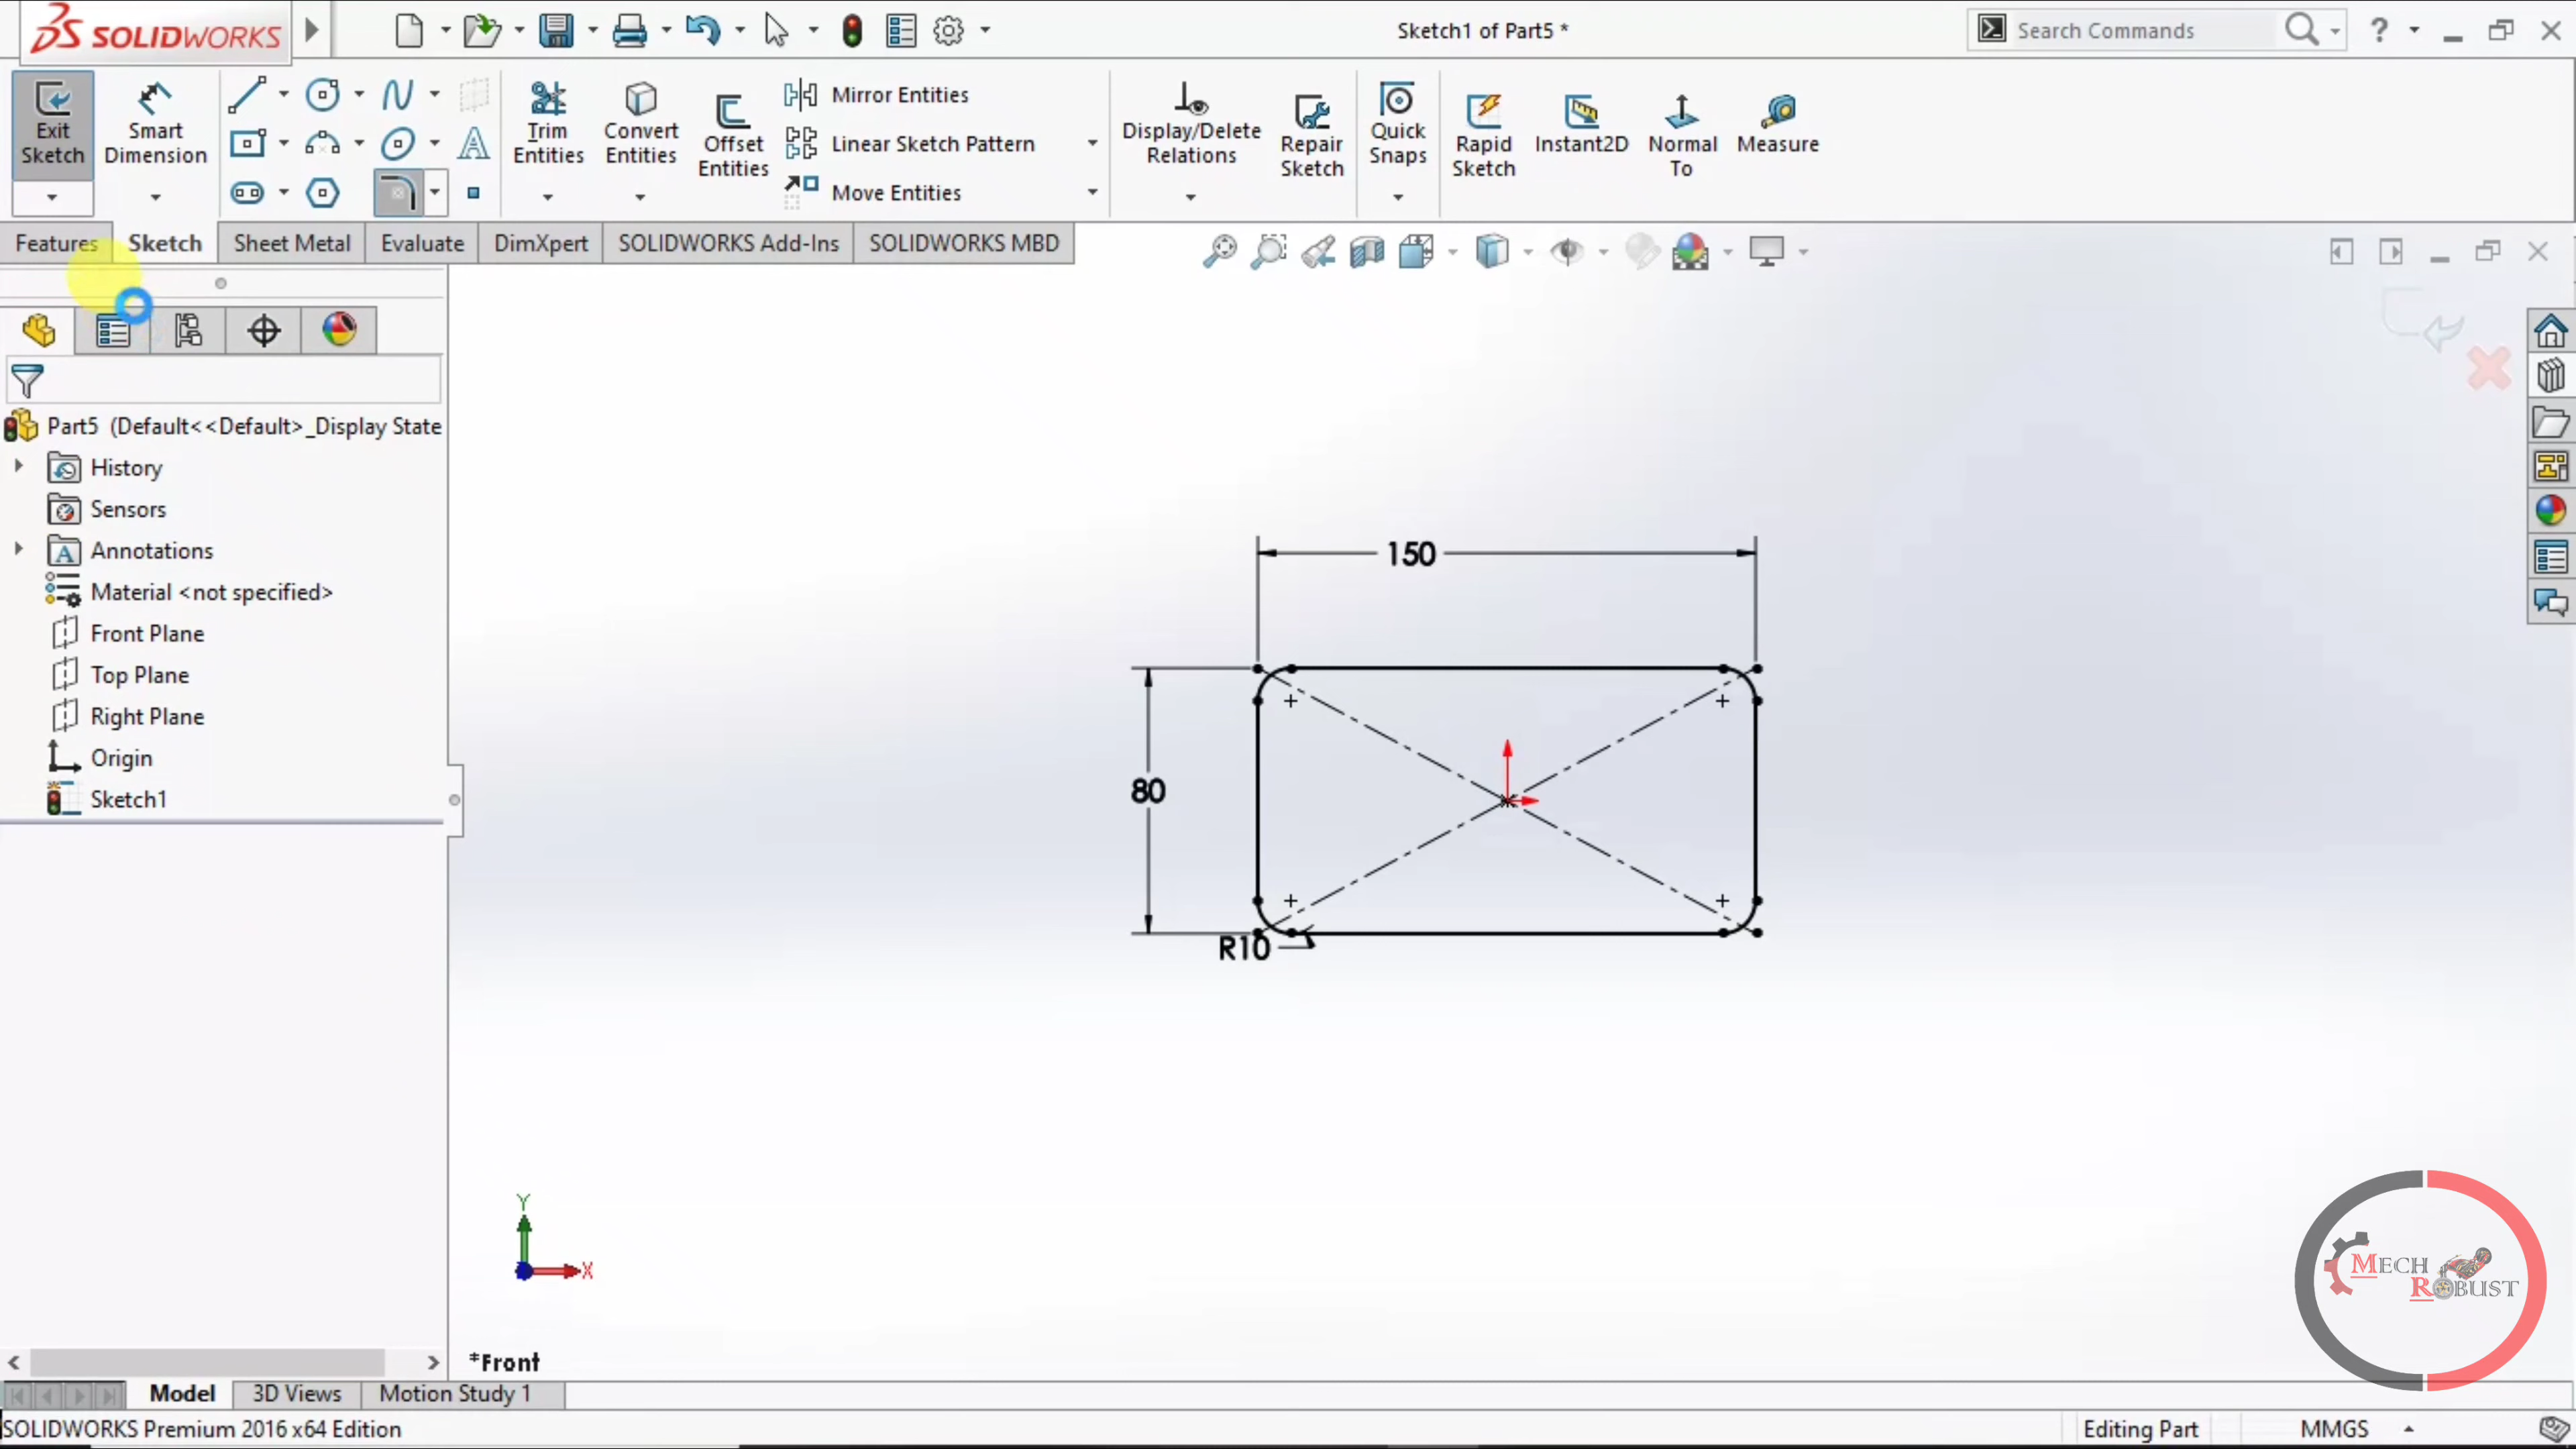 SOLIDWORKS
Sketch1 of Part5 *
Search Commands
?
Exit Sketch
Smart Dimension
Trim Entities
Convert Entities
Offset Entities
Mirror Entities
Linear Sketch Pattern
Move Entities
Display/Delete Relations
Repair Sketch
Quick Snaps
Rapid Sketch
Instant2D
Normal To
Measure
Features
Sketch
Sheet Metal
Evaluate
DimXpert
SOLIDWORKS Add-Ins
SOLIDWORKS MBD
Part5 (Default<<Default>_Display State
History
Sensors
Annotations
Material <not specified>
Front Plane
Top Plane
Right Plane
Origin
Sketch1
150
80
R10
Y
X
*Front
MECH
ROBUST
Model
3D Views
Motion Study 1
SOLIDWORKS Premium 2016 x64 Edition
Editing Part
MMGS